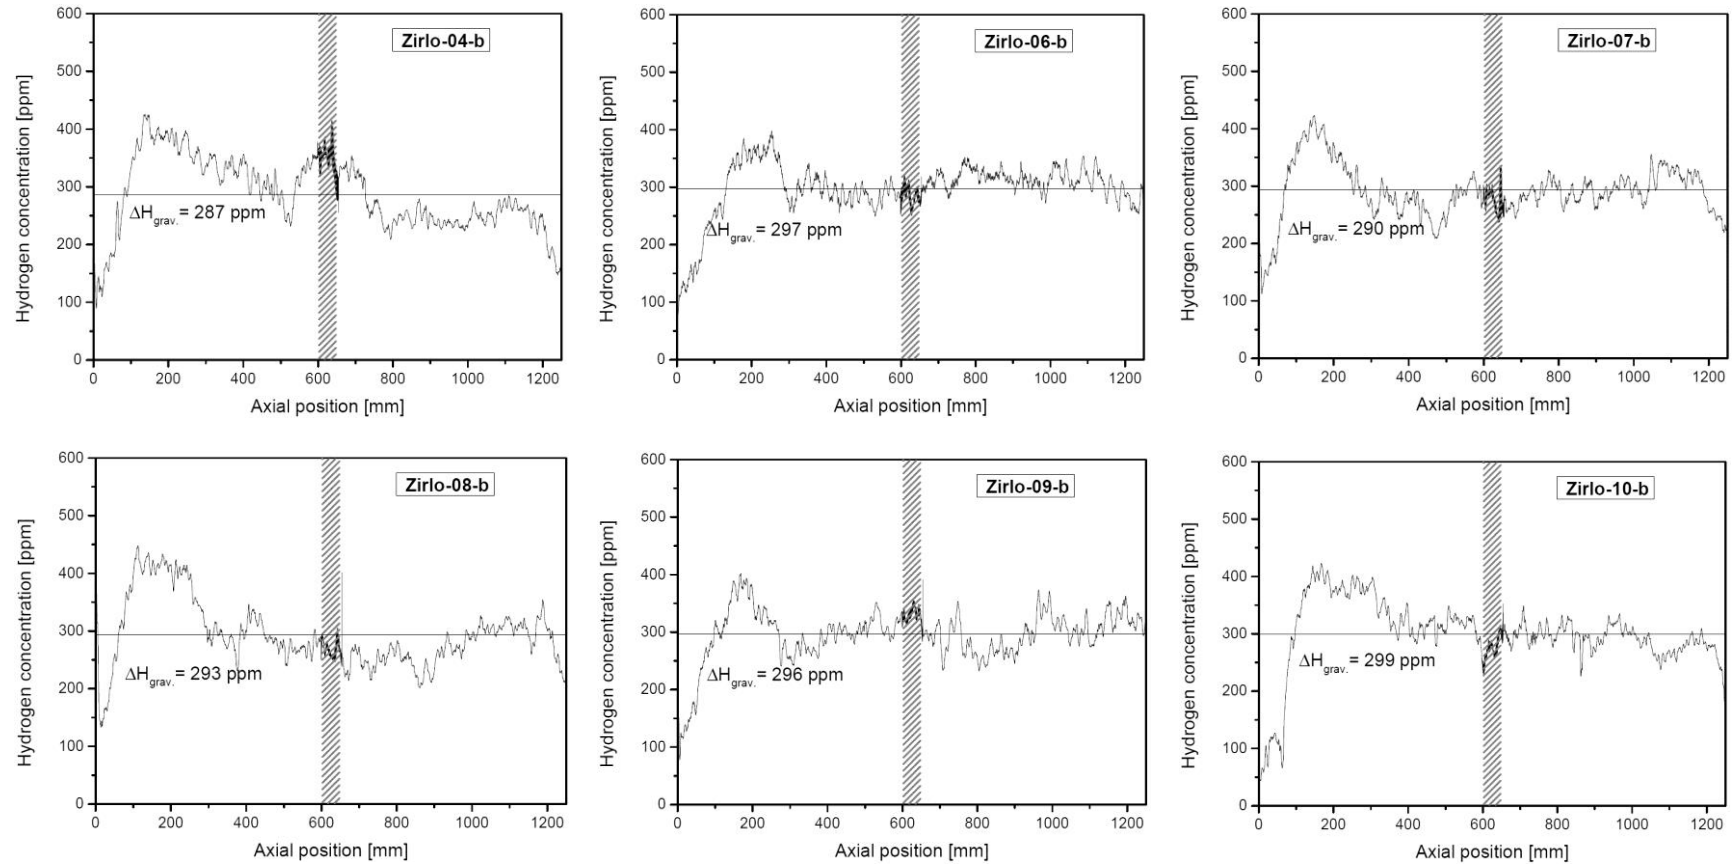 Zirlo-04-b
Hydrogen concentration [ppm]
600
500
400
300
200
100
0
ΔHgrav. = 287 ppm
0 200 400 600 800 1000 1200
Axial position [mm]
Zirlo-06-b
Hydrogen concentration [ppm]
600
500
400
300
200
100
0
ΔHgrav. = 297 ppm
0 200 400 600 800 1000 1200
Axial position [mm]
Zirlo-07-b
Hydrogen concentration [ppm]
600
500
400
300
200
100
0
ΔHgrav. = 290 ppm
0 200 400 600 800 1000 1200
Axial position [mm]
Zirlo-08-b
Hydrogen concentration [ppm]
600
500
400
300
200
100
0
ΔHgrav. = 293 ppm
0 200 400 600 800 1000 1200
Axial position [mm]
Zirlo-09-b
Hydrogen concentration [ppm]
600
500
400
300
200
100
0
ΔHgrav. = 296 ppm
0 200 400 600 800 1000 1200
Axial position [mm]
Zirlo-10-b
Hydrogen concentration [ppm]
600
500
400
300
200
100
0
ΔHgrav. = 299 ppm
0 200 400 600 800 1000 1200
Axial position [mm]